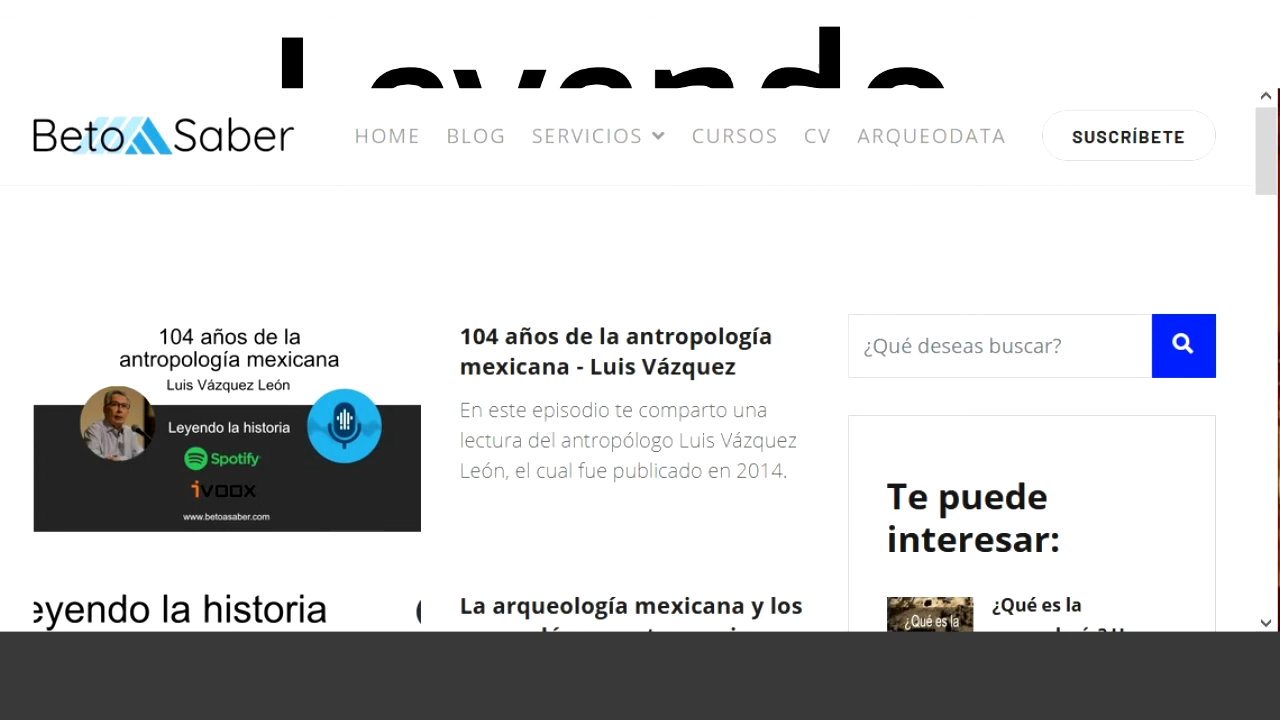 Leyendo
Beto Saber
HOME BLOG SERVICIOS CURSOS CV ARQUEODATA SUSCRÍBETE
104 años de la
antropología mexicana
Luis Vázquez León
Leyendo la historia
Spotify
iVOOX
www.betoasaber.com
104 años de la antropología
mexicana - Luis Vázquez
En este episodio te comparto una
lectura del antropólogo Luis Vázquez
León, el cual fue publicado en 2014.
¿Qué deseas buscar?
Te puede
interesar:
eyendo la historia
La arqueología mexicana y los
¿Qué es la
¿Qué es la